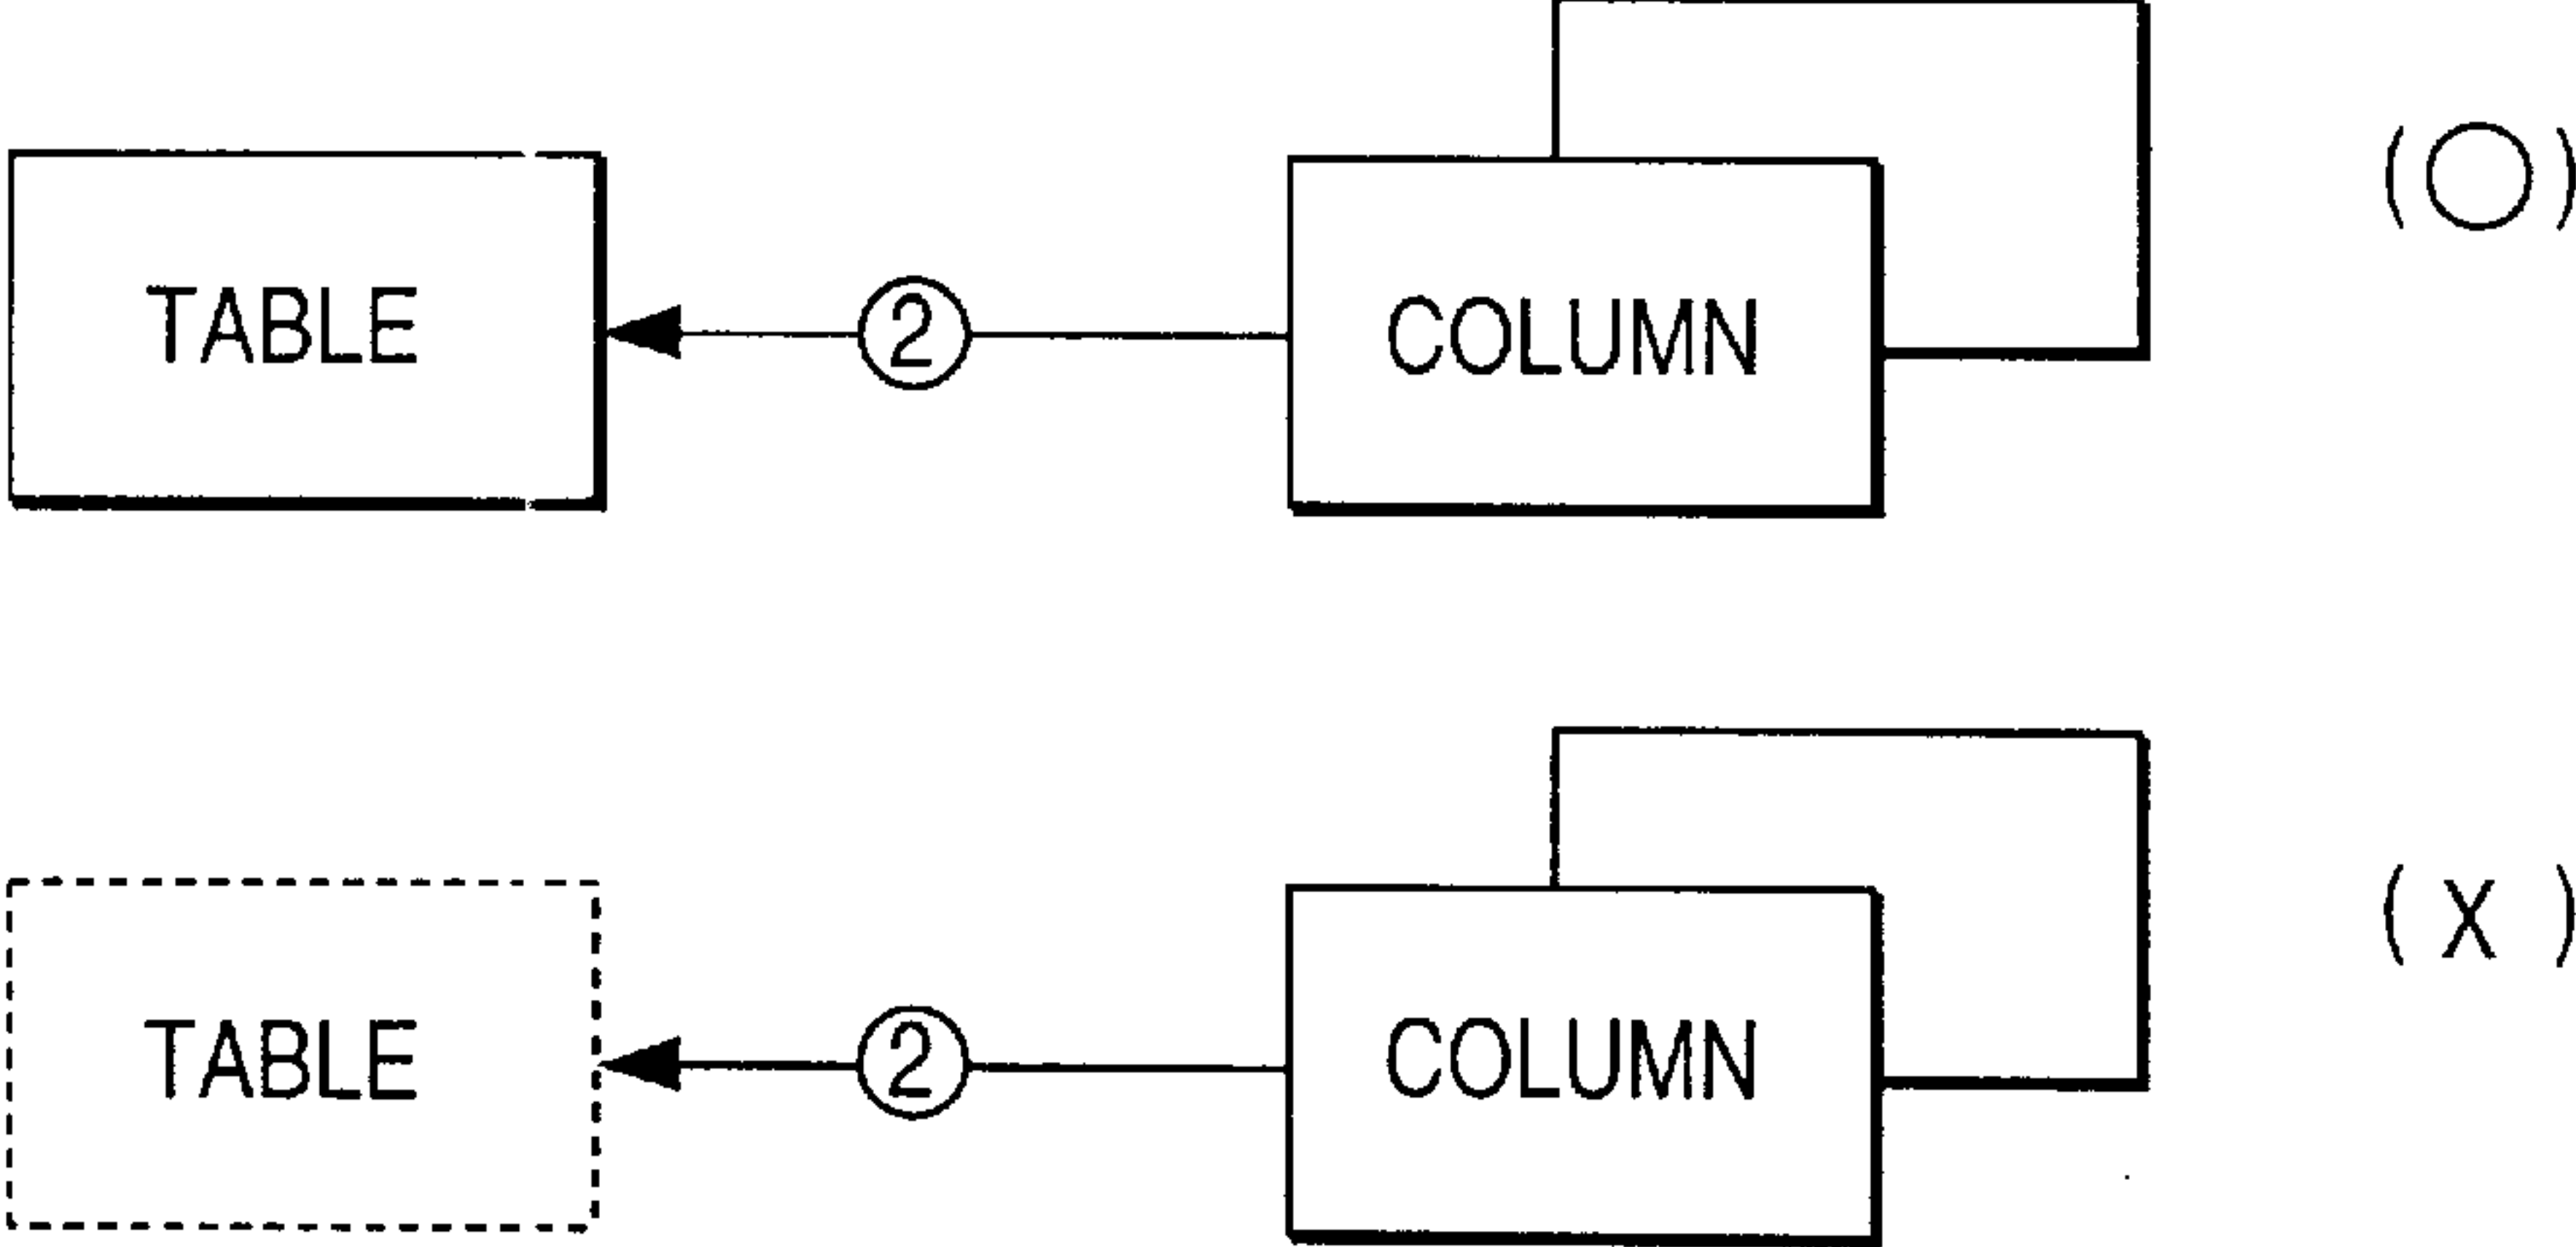 (○)
TABLE ② COLUMN
(X)
TABLE ② COLUMN